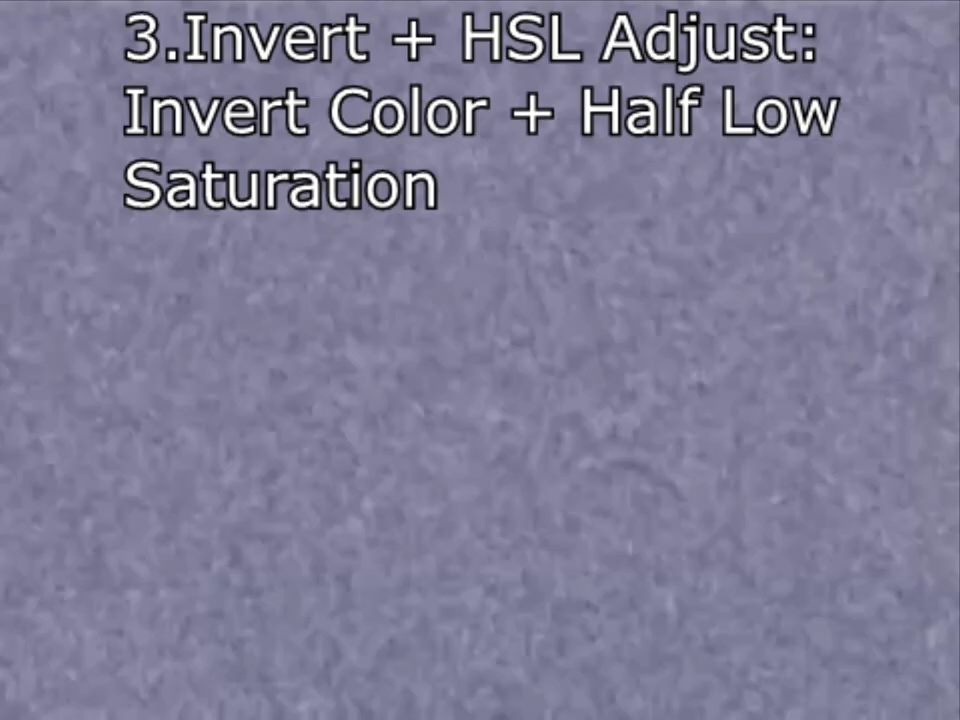 3.Invert + HSL Adjust:
Invert Color + Half Low
Saturation